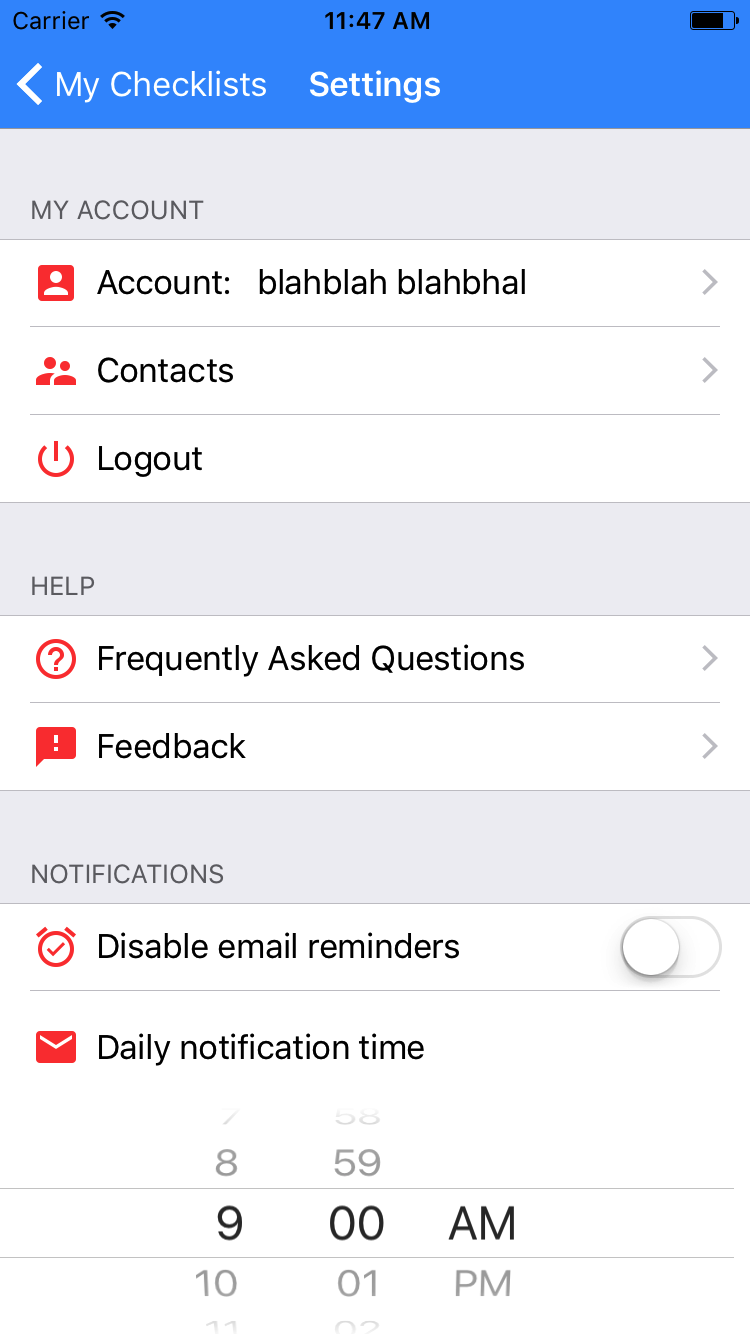 Carrier 11:47 AM
My Checklists Settings
MY ACCOUNT
Account: blahblah blahbhal
Contacts
Logout
HELP
Frequently Asked Questions
Feedback
NOTIFICATIONS
Disable email reminders
Daily notification time
7 58
8 59
9 00 AM
10 01 PM
11 02